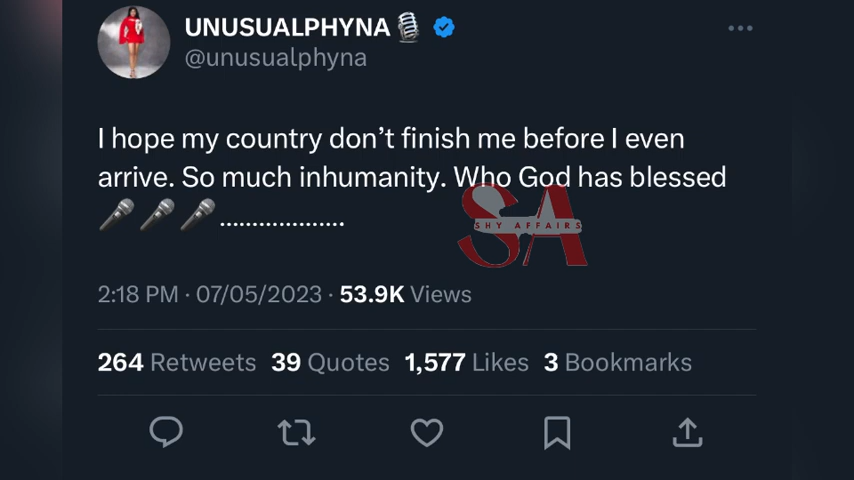 UNUSUALPHYNA🎙️
@unusualphyna
I hope my country don’t finish me before I even
arrive. So much inhumanity. Who God has blessed
🎤🎤🎤...................
SA
SHY AFFAIRS
2:18 PM · 07/05/2023 · 53.9K Views
264 Retweets 39 Quotes 1,577 Likes 3 Bookmarks